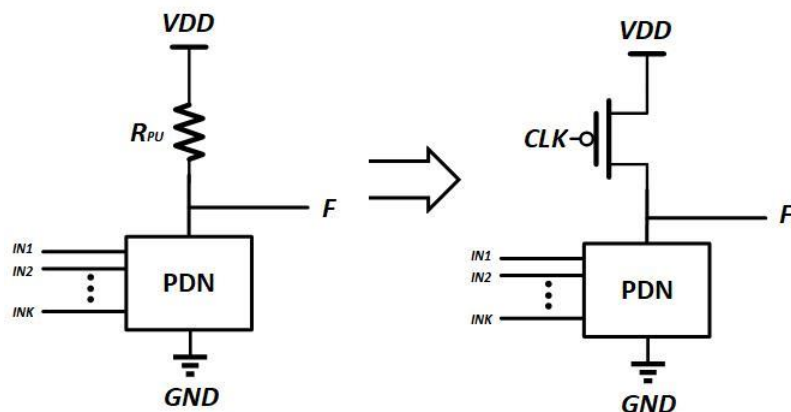 VDD
RPU
F
IN1
IN2
INK
PDN
GND
VDD
CLK
F
IN1
IN2
INK
PDN
GND